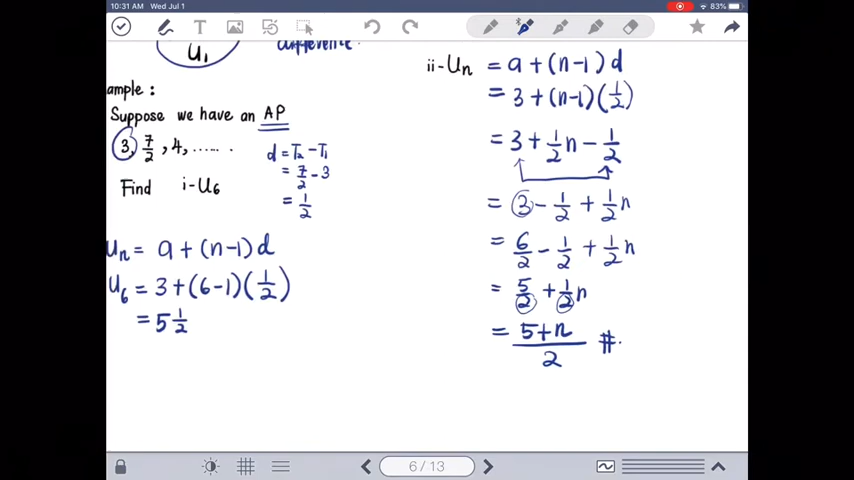 10:31 AM Wed Jul 1
83%
U₁
difference.
ample :
Suppose we have an AP
3, 7/2, 4, ......
d = T₂ - T₁
= 7/2 - 3
= 1/2
Find i - U₆
Un = a + (n-1) d
U₆ = 3 + (6-1) (1/2)
= 5 1/2
ii - Un = a + (n-1) d
= 3 + (n-1) (1/2)
= 3 + 1/2 n - 1/2
= 3 - 1/2 + 1/2 n
= 6/2 - 1/2 + 1/2 n
= 5/2 + 1/2 n
= (5+n)/2 #
6/13